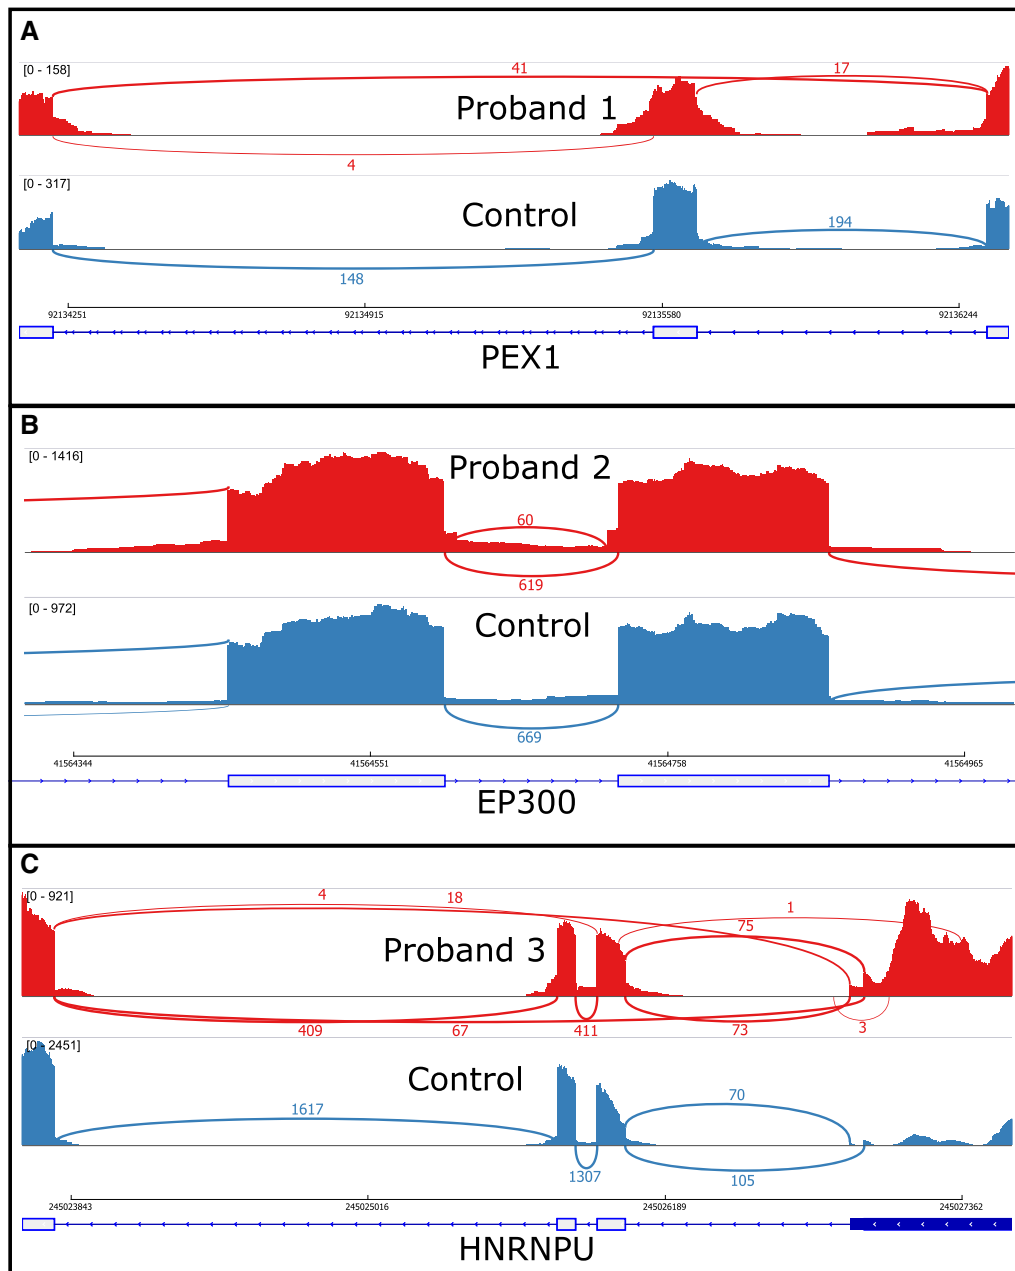 A
[0 - 158]
41
17
Proband 1
4
[0 - 317]
Control
194
148
92134251
92134915
92135580
92136244
PEX1
B
[0 - 1416]
Proband 2
60
619
[0 - 972]
Control
669
41564344
41564551
41564758
41564965
EP300
C
[0 - 921]
4
18
1
75
Proband 3
409
67
411
73
3
[0 - 2451]
Control
1617
70
1307
105
245023843
245025016
245026189
245027362
HNRNPU